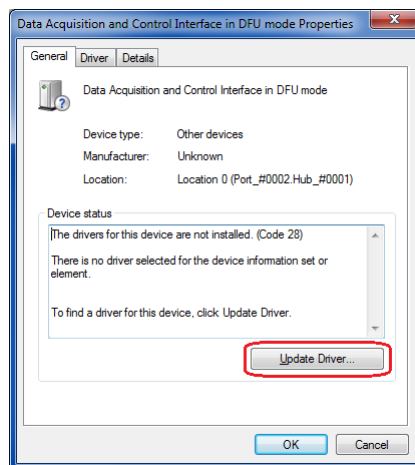 Data Acquisition and Control Interface in DFU mode Properties
General Driver Details
Data Acquisition and Control Interface in DFU mode
Device type: Other devices
Manufacturer: Unknown
Location: Location 0 (Port_#0002.Hub_#0001)
Device status
The drivers for this device are not installed. (Code 28)
There is no driver selected for the device information set or
element.
To find a driver for this device, click Update Driver.
Update Driver...
OK Cancel